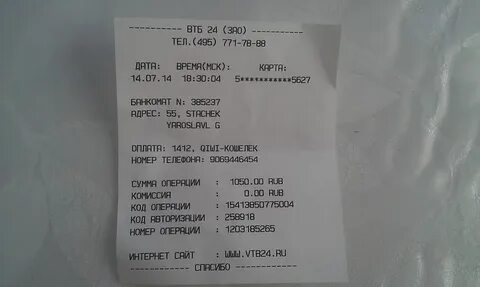 ---------- ВТБ 24 (ЗАО) ----------
ТЕЛ.(495) 771-78-88
ДАТА: ВРЕМЯ(МСК): КАРТА:
14.07.14 18:30:04 5***********5627
БАНКОМАТ N: 385237
АДРЕС: 55, STACHEK
YAROSLAVL G
ОПЛАТА: 1412, QIWI-КОШЕЛЕК
НОМЕР ТЕЛЕФОНА: 9069446454
СУММА ОПЕРАЦИИ : 1050.00 RUB
КОМИССИЯ : 0.00 RUB
КОД ОПЕРАЦИИ : 15413850775004
КОД АВТОРИЗАЦИИ : 258918
НОМЕР ОПЕРАЦИИ : 1203185265
ИНТЕРНЕТ САЙТ : WWW.VTB24.RU
---------- СПАСИБО ----------